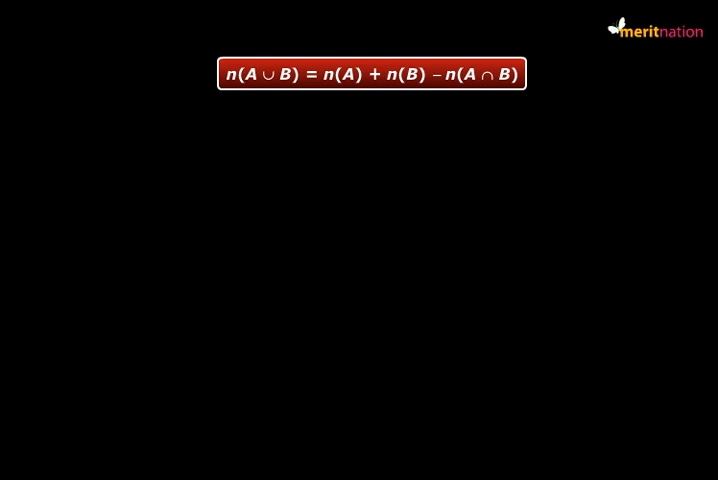 meritnation
n(A ∪ B) = n(A) + n(B) – n(A ∩ B)